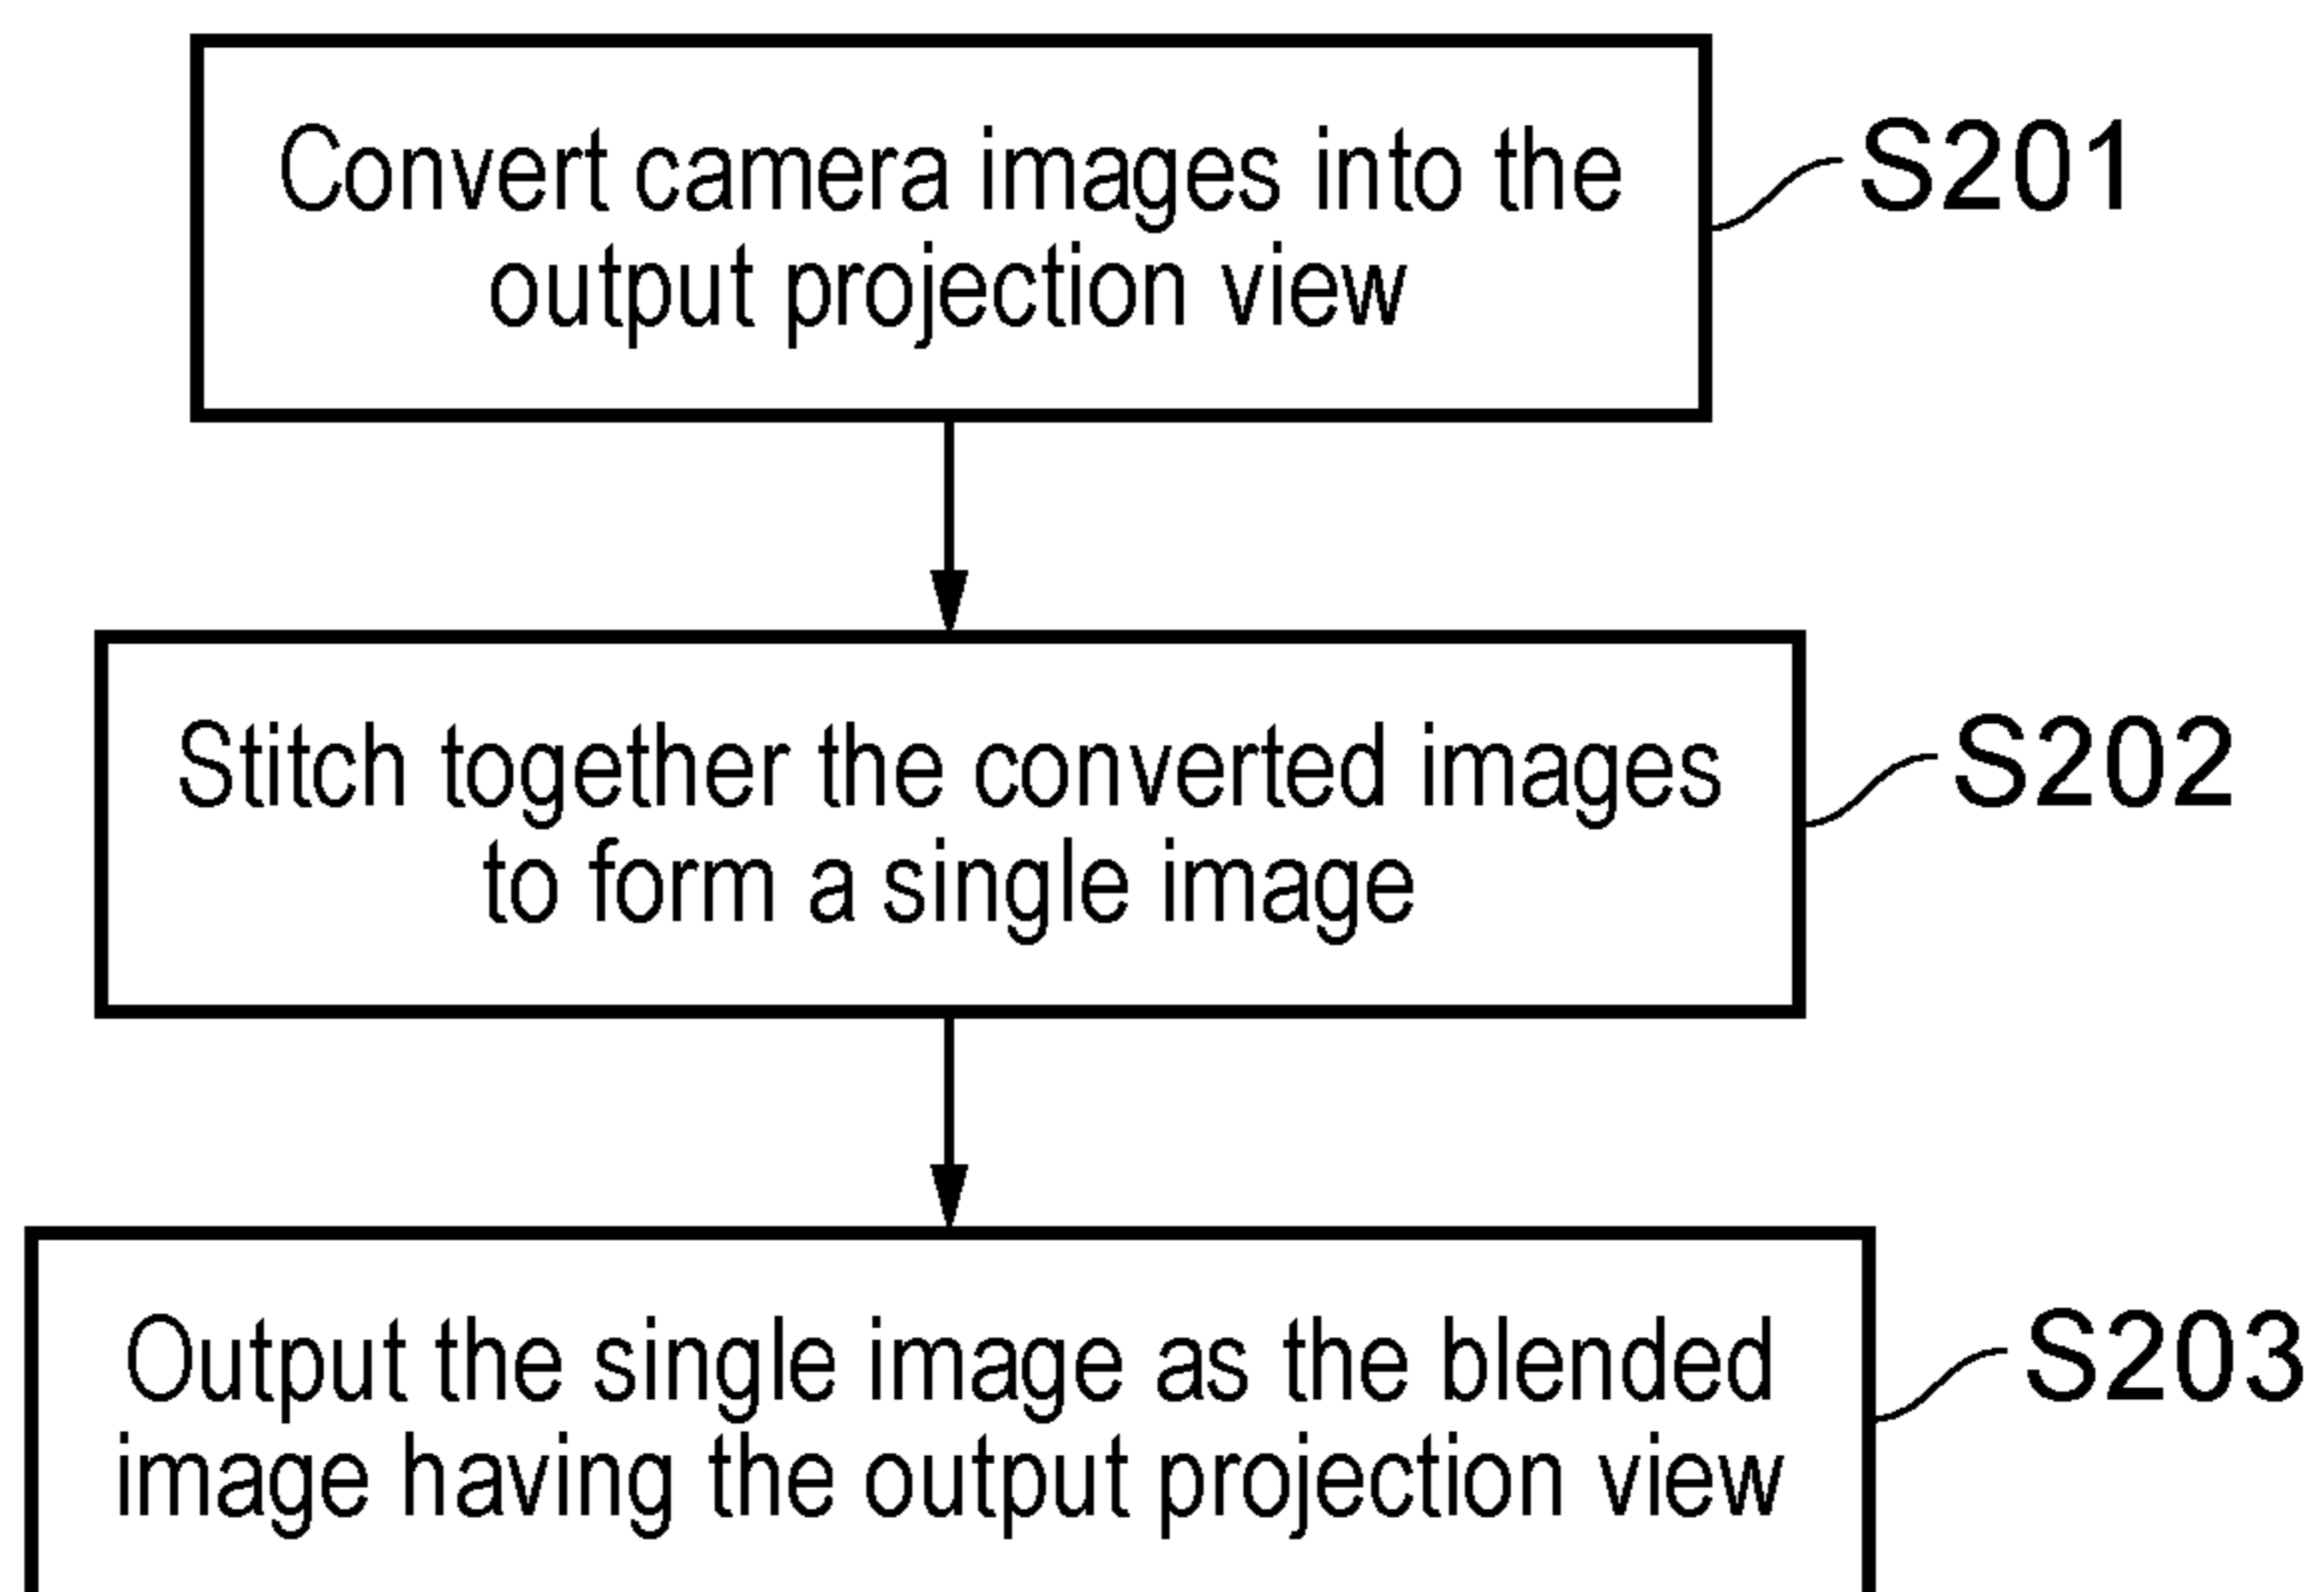 Convert camera images into the
output projection view
S201
Stitch together the converted images
to form a single image
S202
Output the single image as the blended
image having the output projection view
S203